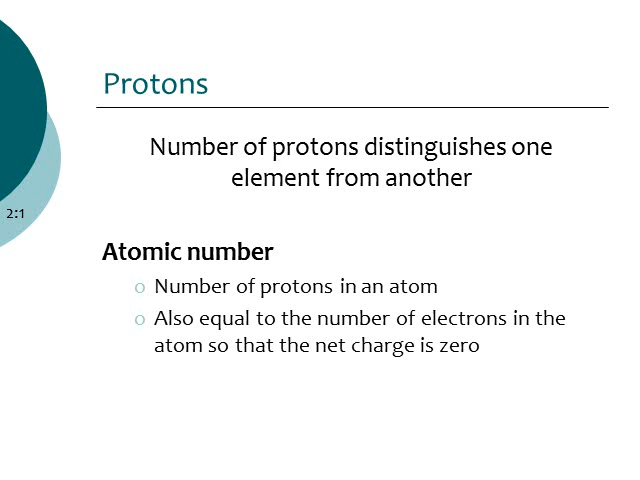 Protons
Number of protons distinguishes one
element from another
2:1
Atomic number
o Number of protons in an atom
o Also equal to the number of electrons in the
atom so that the net charge is zero